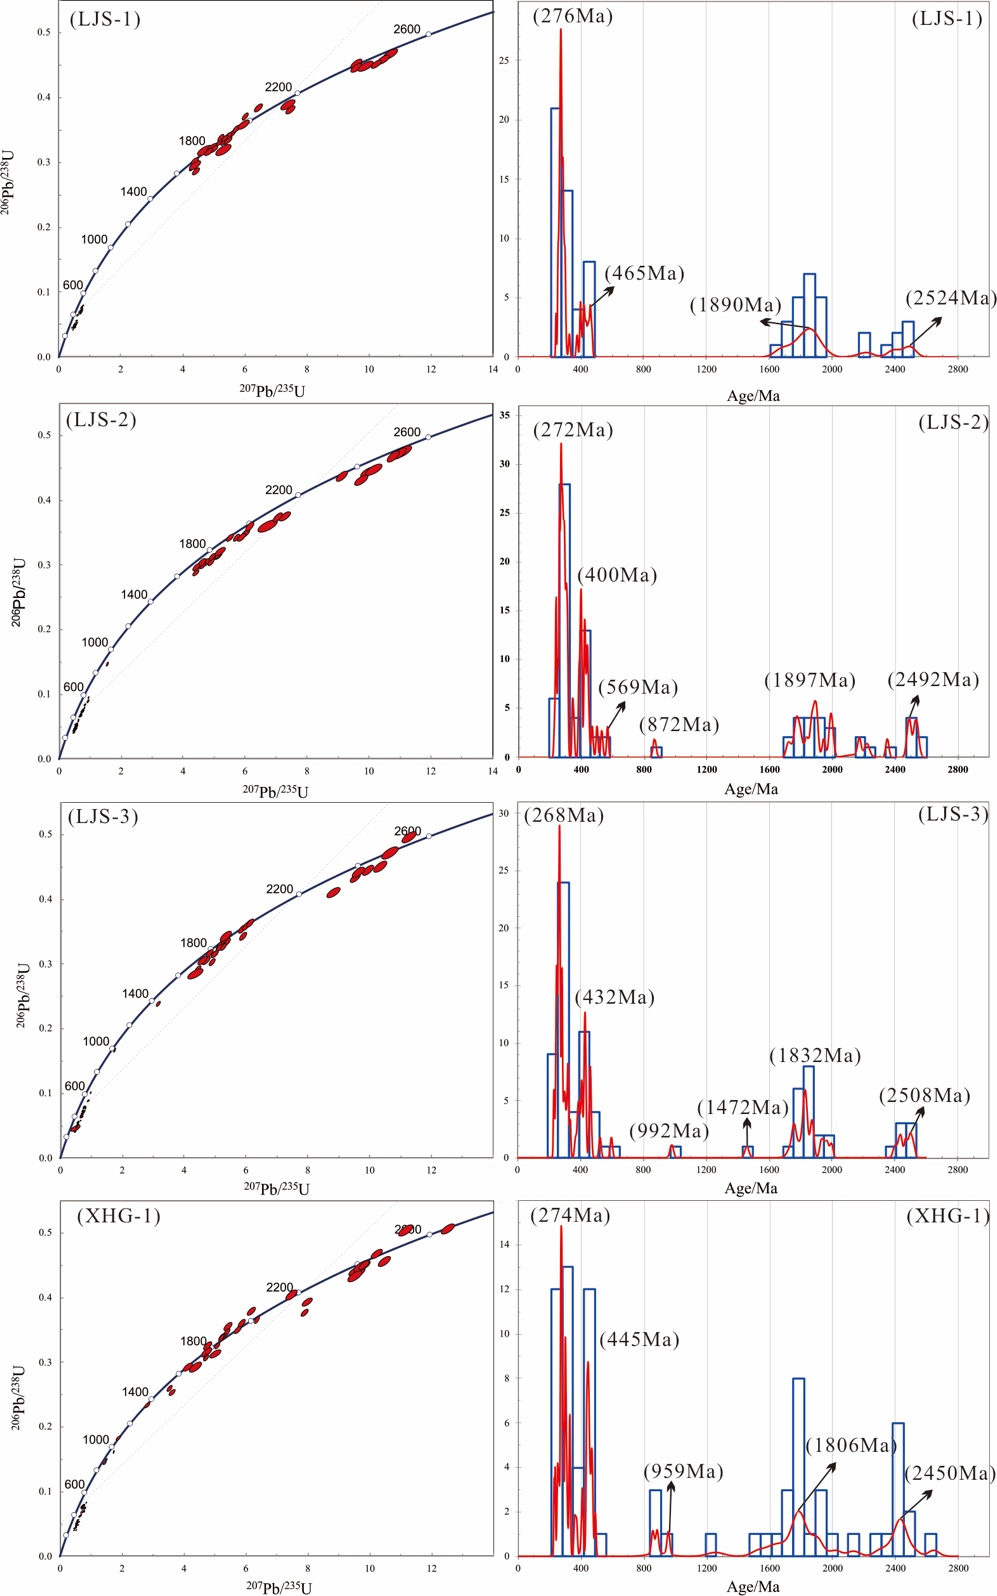 (LJS-1)
0.5
0.4
0.3
0.2
0.1
0.0
206Pb/238U
600
1000
1400
1800
2200
2600
0 2 4 6 8 10 12 14
207Pb/235U
(LJS-1)
(276Ma)
(465Ma)
(1890Ma)
(2524Ma)
25
20
15
10
5
0
0 400 800 1200 1600 2000 2400 2800
Age/Ma
(LJS-2)
0.5
0.4
0.3
0.2
0.1
0.0
206Pb/238U
600
1000
1400
1800
2200
2600
0 2 4 6 8 10 12 14
207Pb/235U
(LJS-2)
(272Ma)
(400Ma)
(569Ma)
(872Ma)
(1897Ma)
(2492Ma)
35
30
25
20
15
10
5
0
0 400 800 1200 1600 2000 2400 2800
Age/Ma
(LJS-3)
0.5
0.4
0.3
0.2
0.1
0.0
206Pb/238U
600
1000
1400
1800
2200
2600
0 2 4 6 8 10 12
207Pb/235U
(LJS-3)
(268Ma)
(432Ma)
(992Ma)
(1472Ma)
(1832Ma)
(2508Ma)
30
25
20
15
10
5
0
0 400 800 1200 1600 2000 2400 2800
Age/Ma
(XHG-1)
0.5
0.4
0.3
0.2
0.1
0.0
206Pb/238U
600
1000
1400
1800
2200
2600
0 2 4 6 8 10 12
207Pb/235U
(XHG-1)
(274Ma)
(445Ma)
(959Ma)
(1806Ma)
(2450Ma)
14
12
10
8
6
4
2
0
0 400 800 1200 1600 2000 2400 2800
Age/Ma